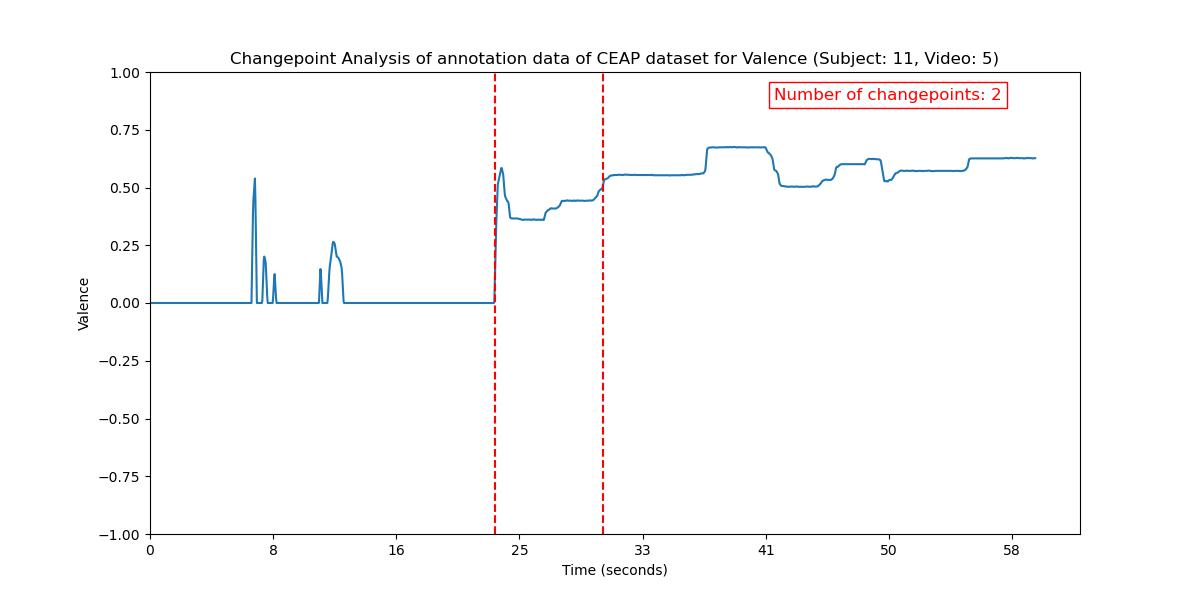 Changepoint Analysis of annotation data of CEAP dataset for Valence (Subject: 11, Video: 5)
Number of changepoints: 2
1.00
0.75
0.50
0.25
0.00
−0.25
−0.50
−0.75
−1.00
Valence
0 8 16 25 33 41 50 58
Time (seconds)